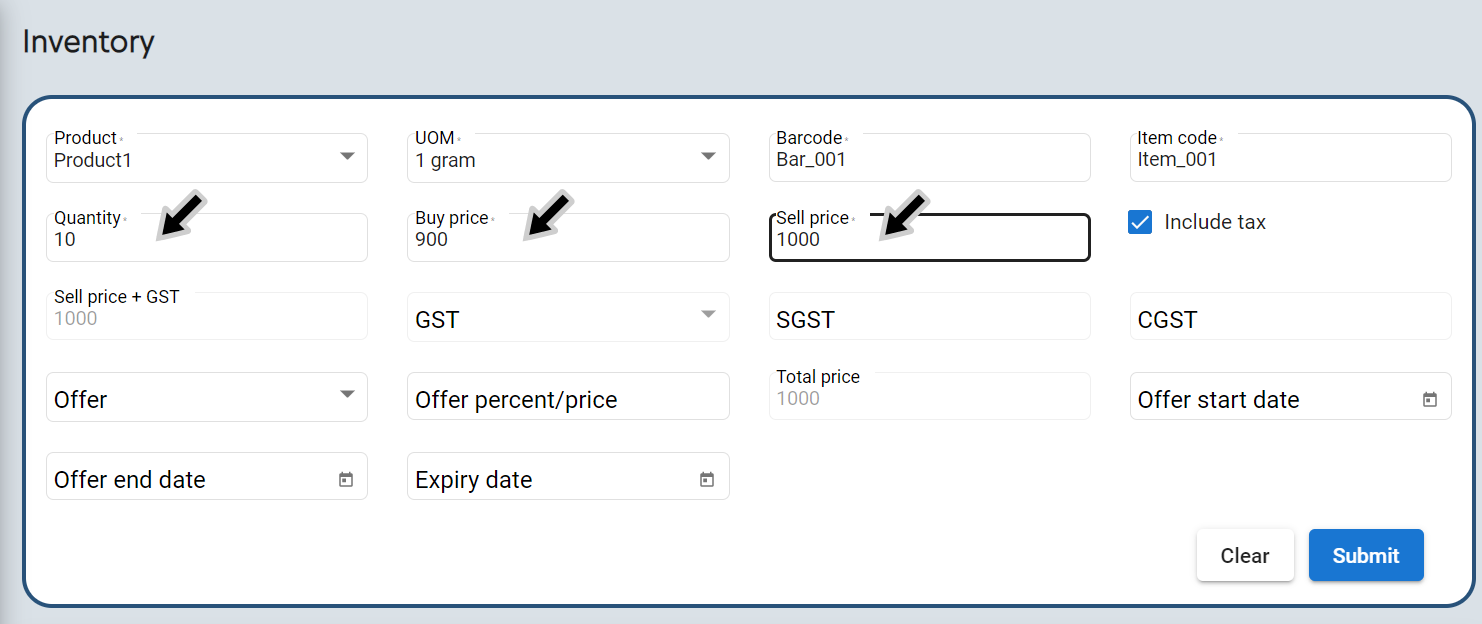 Inventory
Product * UOM * Barcode * Item code *
Product1 1 gram Bar_001 Item_001
Quantity * Buy price * Sell price * Include tax
10 900 1000
Sell price + GST GST SGST CGST
1000
Offer Offer percent/price Total price Offer start date
1000
Offer end date Expiry date
Clear Submit